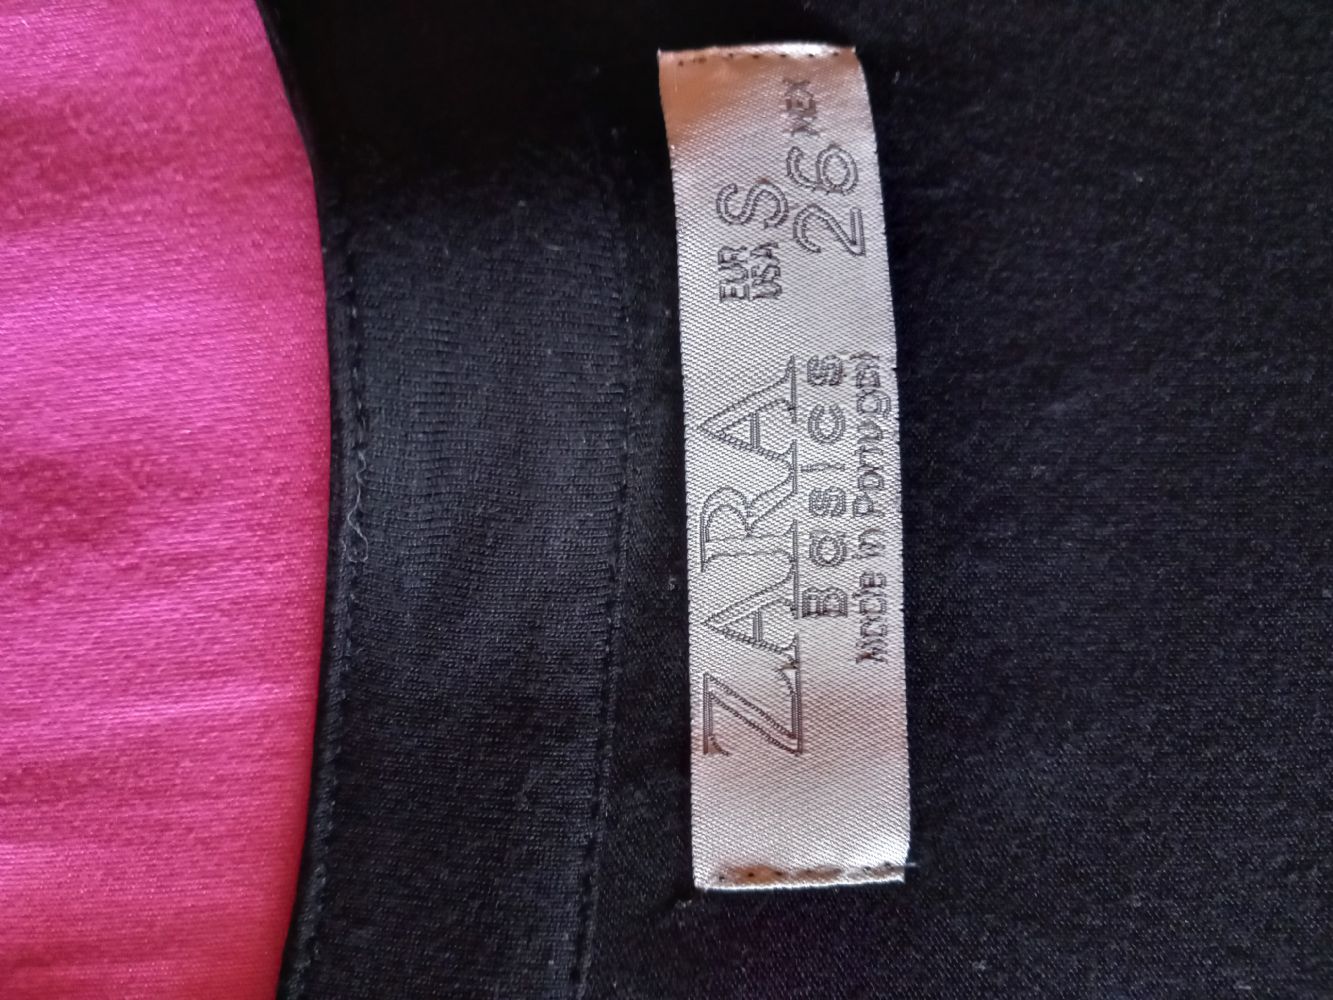 ZARA
Basics
Made in Portugal
EUR S
USA S
MEX 26